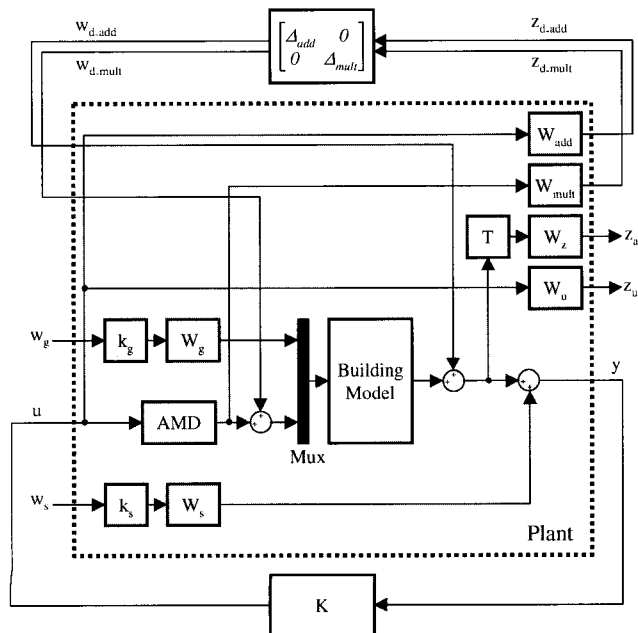 w_d-add
w_d-mult
Δ_add 0
0 Δ_mult
z_d-add
z_d-mult
W_add
W_mult
T
W_z
z_a
W_u
z_u
w_g
k_g
W_g
Building
Model
+
+
+
+
y
u
AMD
+
+
Mux
w_s
k_s
W_s
Plant
K